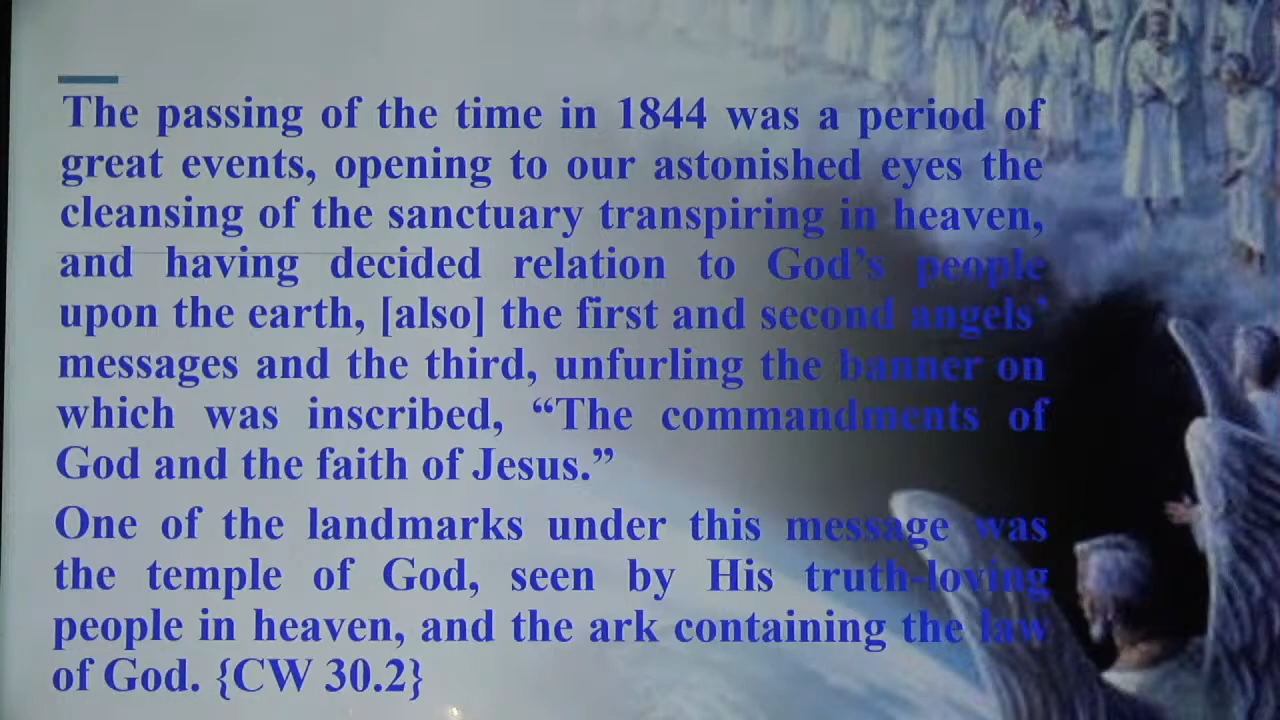 The passing of the time in 1844 was a period of
great events, opening to our astonished eyes the
cleansing of the sanctuary transpiring in heaven,
and having decided relation to God’s people
upon the earth, [also] the first and second angels’
messages and the third, unfurling the banner on
which was inscribed, “The commandments of
God and the faith of Jesus.”
One of the landmarks under this message was
the temple of God, seen by His truth-loving
people in heaven, and the ark containing the law
of God. {CW 30.2}